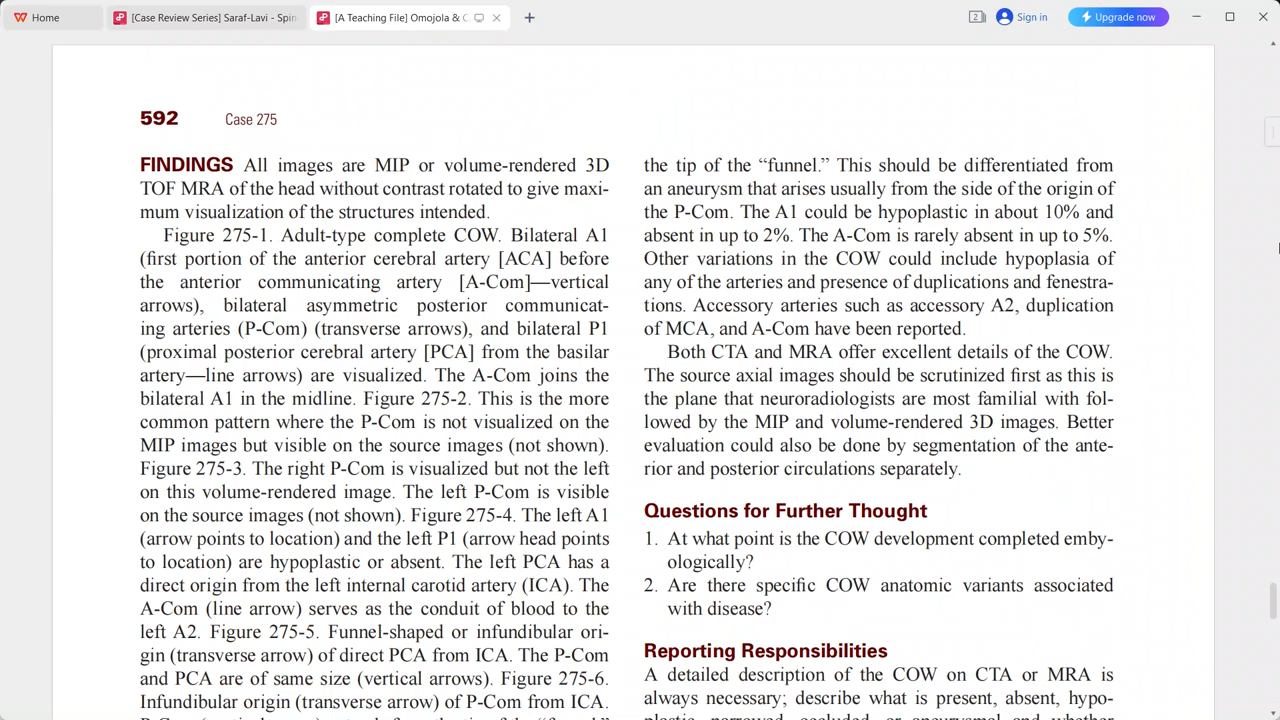 Home
[Case Review Series] Saraf-Lavi - Spin
[A Teaching File] Omojola & C
2
Sign in
Upgrade now
592 Case 275
FINDINGS All images are MIP or volume-rendered 3D
TOF MRA of the head without contrast rotated to give maxi-
mum visualization of the structures intended.
Figure 275-1. Adult-type complete COW. Bilateral A1
(first portion of the anterior cerebral artery [ACA] before
the anterior communicating artery [A-Com]—vertical
arrows), bilateral asymmetric posterior communicat-
ing arteries (P-Com) (transverse arrows), and bilateral P1
(proximal posterior cerebral artery [PCA] from the basilar
artery—line arrows) are visualized. The A-Com joins the
bilateral A1 in the midline. Figure 275-2. This is the more
common pattern where the P-Com is not visualized on the
MIP images but visible on the source images (not shown).
Figure 275-3. The right P-Com is visualized but not the left
on this volume-rendered image. The left P-Com is visible
on the source images (not shown). Figure 275-4. The left A1
(arrow points to location) and the left P1 (arrow head points
to location) are hypoplastic or absent. The left PCA has a
direct origin from the left internal carotid artery (ICA). The
A-Com (line arrow) serves as the conduit of blood to the
left A2. Figure 275-5. Funnel-shaped or infundibular ori-
gin (transverse arrow) of direct PCA from ICA. The P-Com
and PCA are of same size (vertical arrows). Figure 275-6.
Infundibular origin (transverse arrow) of P-Com from ICA.
the tip of the “funnel.” This should be differentiated from
an aneurysm that arises usually from the side of the origin of
the P-Com. The A1 could be hypoplastic in about 10% and
absent in up to 2%. The A-Com is rarely absent in up to 5%.
Other variations in the COW could include hypoplasia of
any of the arteries and presence of duplications and fenestra-
tions. Accessory arteries such as accessory A2, duplication
of MCA, and A-Com have been reported.
Both CTA and MRA offer excellent details of the COW.
The source axial images should be scrutinized first as this is
the plane that neuroradiologists are most familiar with fol-
lowed by the MIP and volume-rendered 3D images. Better
evaluation could also be done by segmentation of the ante-
rior and posterior circulations separately.
Questions for Further Thought
1. At what point is the COW development completed emby-
ologically?
2. Are there specific COW anatomic variants associated
with disease?
Reporting Responsibilities
A detailed description of the COW on CTA or MRA is
always necessary; describe what is present, absent, hypo-